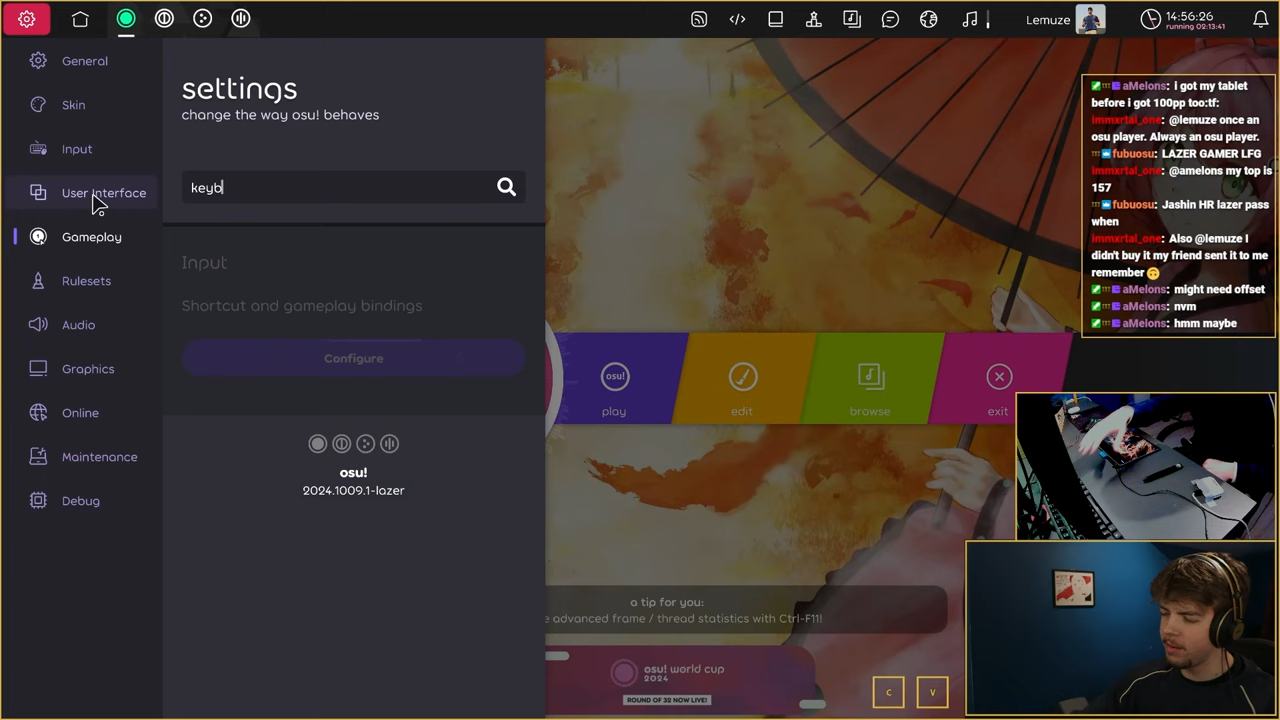 Lemuze
14:56:26
running 02:13:41
General
Skin
Input
User Interface
Gameplay
Rulesets
Audio
Graphics
Online
Maintenance
Debug
settings
change the way osu! behaves
keyb
Input
Shortcut and gameplay bindings
Configure
osu!
2024.1009.1-lazer
osu!
play
edit
browse
exit
a tip for you:
advanced frame / thread statistics with Ctrl-F11!
osu! world cup
2024
ROUND OF 32 NOW LIVE!
aMelons: i got my tablet
before i got 100pp too:tf:
immxrtal_one: @lemuze once an
osu player. Always an osu player.
fubuosu: LAZER GAMER LFG
immxrtal_one: @amelons my top is
157
fubuosu: Jashin HR lazer pass
when
immxrtal_one: Also @lemuze I
didn't buy it my friend sent it to me
remember 🙃
aMelons: might need offset
aMelons: nvm
aMelons: hmm maybe
C
V